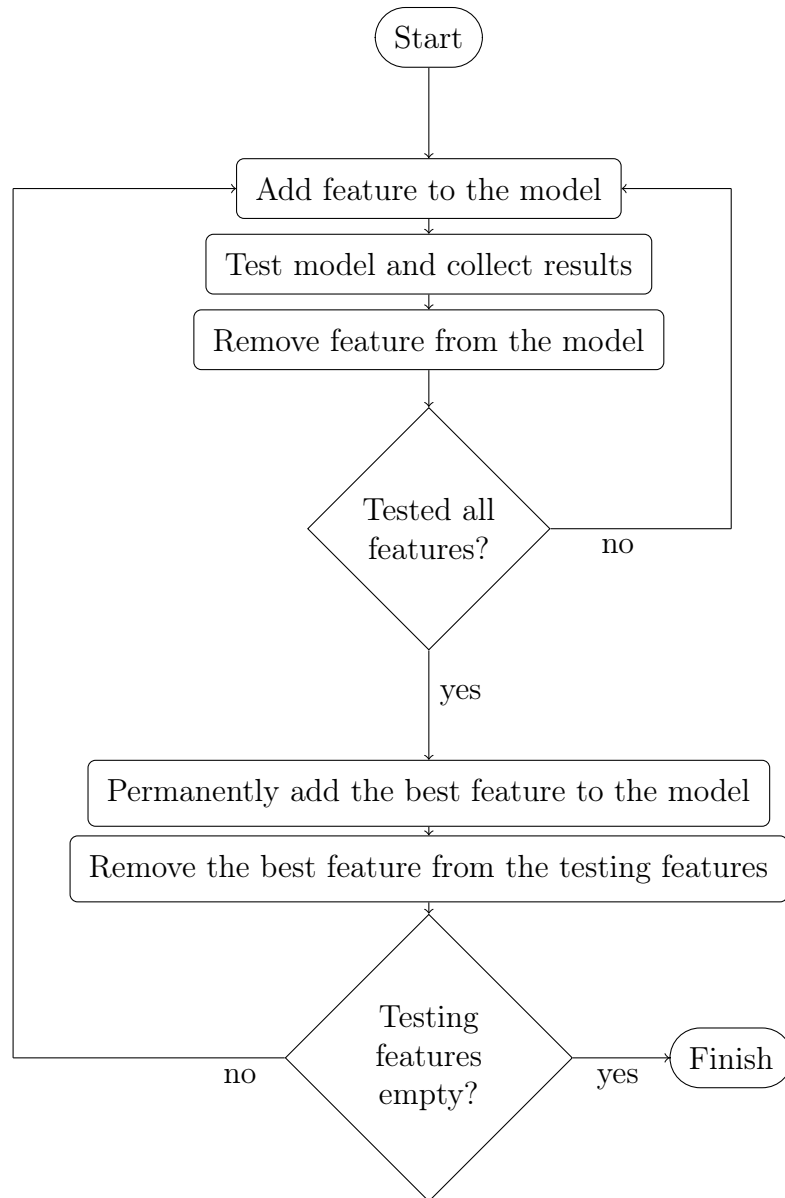 Start
Add feature to the model
Test model and collect results
Remove feature from the model
Tested all
features?
no
yes
Permanently add the best feature to the model
Remove the best feature from the testing features
Testing
features
empty?
no
yes
Finish